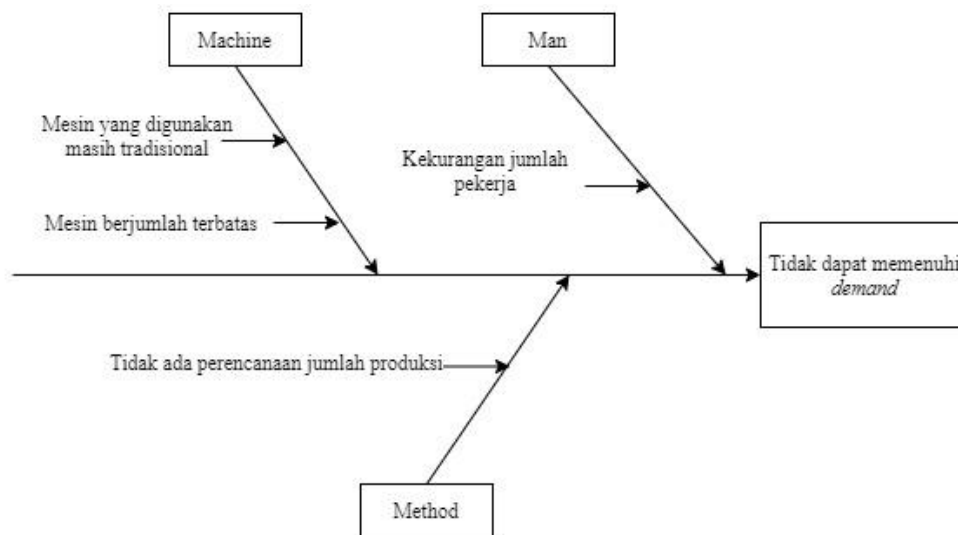 Machine
Man
Mesin yang digunakan
masih tradisional
Kekurangan jumlah
pekerja
Mesin berjumlah terbatas
Tidak dapat memenuhi
demand
Tidak ada perencanaan jumlah produksi
Method